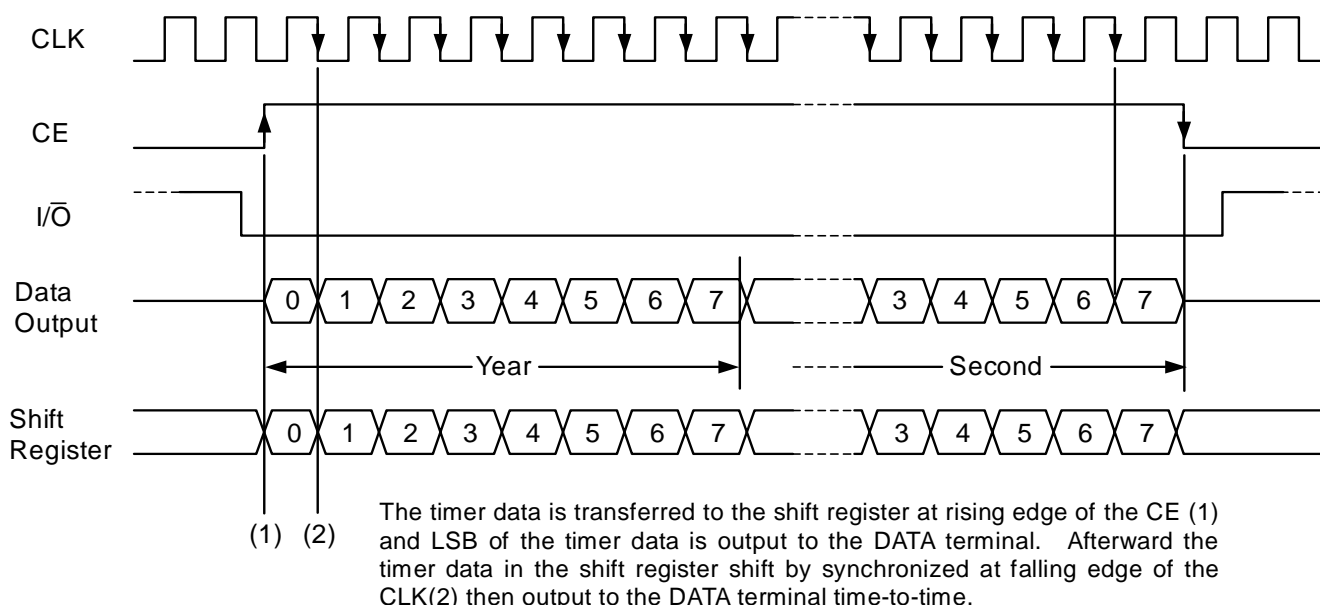 CLK
CE
I/O̅
Data
Output
0 1 2 3 4 5 6 7 3 4 5 6 7
Year Second
Shift
Register
0 1 2 3 4 5 6 7 3 4 5 6 7
(1) (2)
The timer data is transferred to the shift register at rising edge of the CE (1)
and LSB of the timer data is output to the DATA terminal. Afterward the
timer data in the shift register shift by synchronized at falling edge of the
CLK(2) then output to the DATA terminal time-to-time.